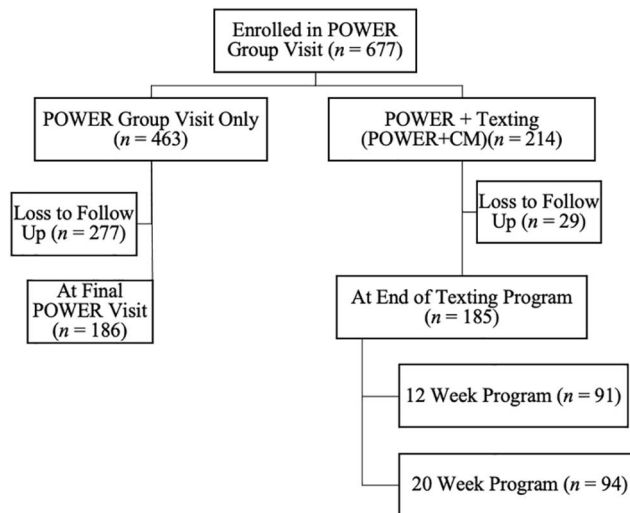 Enrolled in POWER
Group Visit (n = 677)
POWER Group Visit Only
(n = 463)
POWER + Texting
(POWER+CM)(n = 214)
Loss to Follow
Up (n = 277)
Loss to Follow
Up (n = 29)
At Final
POWER Visit
(n = 186)
At End of Texting Program
(n = 185)
12 Week Program (n = 91)
20 Week Program (n = 94)